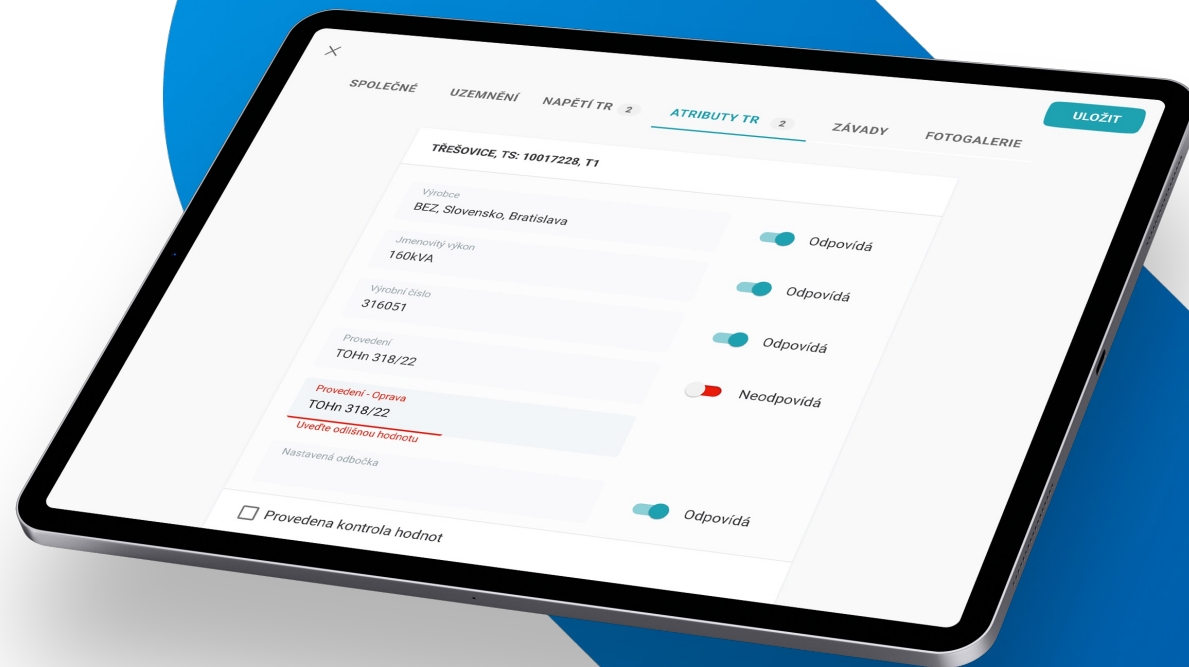 SPOLEČNÉ UZEMNĚNÍ NAPĚTÍ TR 2 ATRIBUTY TR 2 ZÁVADY FOTOGALERIE ULOŽIT
TŘEŠOVICE, TS: 10017228, T1
Výrobce
BEZ, Slovensko, Bratislava
Odpovídá
Jmenovitý výkon
160kVA
Odpovídá
Výrobní číslo
316051
Odpovídá
Provedení
TOHn 318/22
Neodpovídá
Provedení - Oprava
TOHn 318/22
Uveďte odlišnou hodnotu
Nastavená odbočka
Odpovídá
Provedena kontrola hodnot